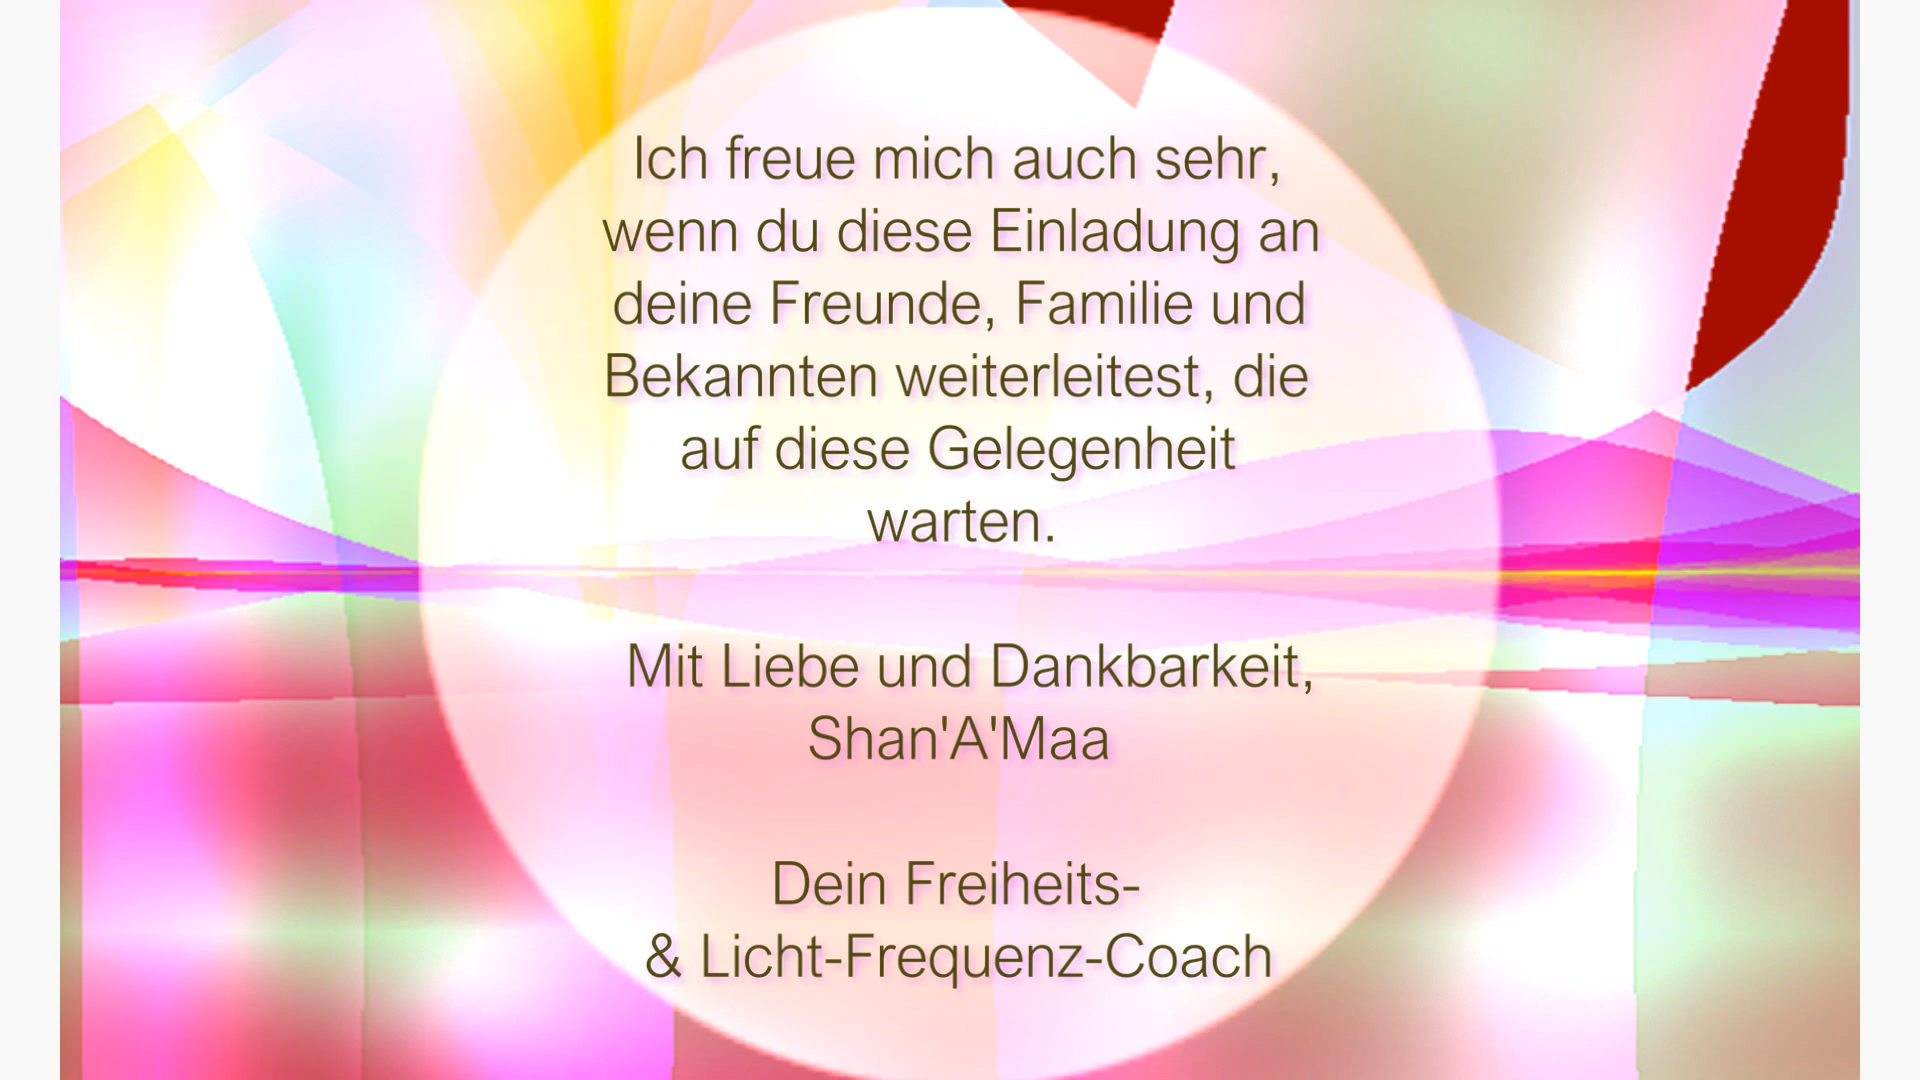 Ich freue mich auch sehr,
wenn du diese Einladung an
deine Freunde, Familie und
Bekannten weiterleitest, die
auf diese Gelegenheit
warten.
Mit Liebe und Dankbarkeit,
Shan'A'Maa
Dein Freiheits-
& Licht-Frequenz-Coach